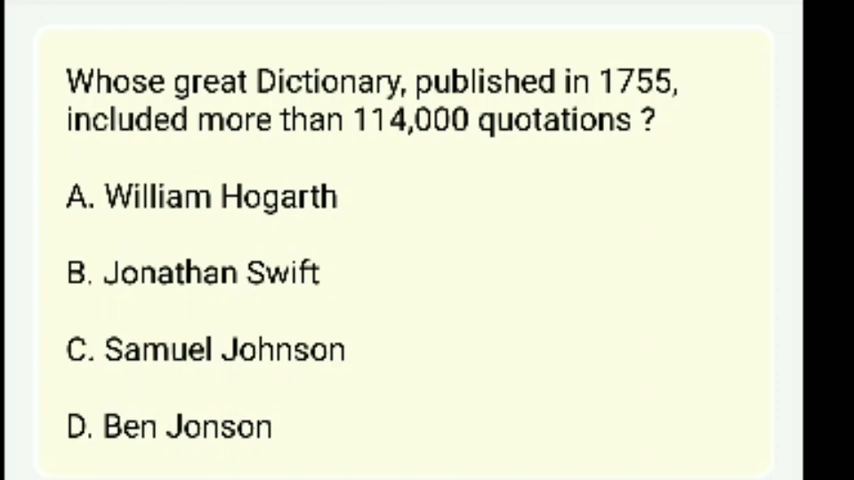 Whose great Dictionary, published in 1755,
included more than 114,000 quotations ?
A. William Hogarth
B. Jonathan Swift
C. Samuel Johnson
D. Ben Jonson